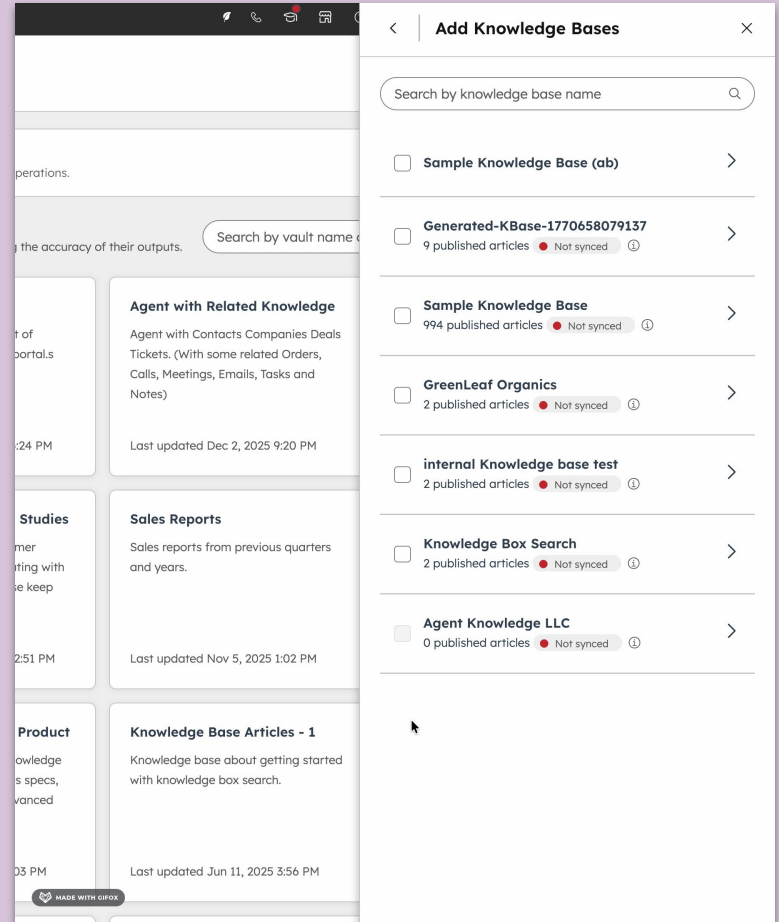 Add Knowledge Bases
Search by knowledge base name
Sample Knowledge Base (ab)
Generated-KBase-1770658079137
9 published articles Not synced
Sample Knowledge Base
994 published articles Not synced
GreenLeaf Organics
2 published articles Not synced
internal Knowledge base test
2 published articles Not synced
Knowledge Box Search
2 published articles Not synced
Agent Knowledge LLC
0 published articles Not synced
perations.
the accuracy of their outputs.
Search by vault name
t of
portal.s
:24 PM
Agent with Related Knowledge
Agent with Contacts Companies Deals
Tickets. (With some related Orders,
Calls, Meetings, Emails, Tasks and
Notes)
Last updated Dec 2, 2025 9:20 PM
Studies
mer
ting with
se keep
2:51 PM
Sales Reports
Sales reports from previous quarters
and years.
Last updated Nov 5, 2025 1:02 PM
Product
owledge
s specs,
vanced
03 PM
Knowledge Base Articles - 1
Knowledge base about getting started
with knowledge box search.
Last updated Jun 11, 2025 3:56 PM
MADE WITH GIFOX